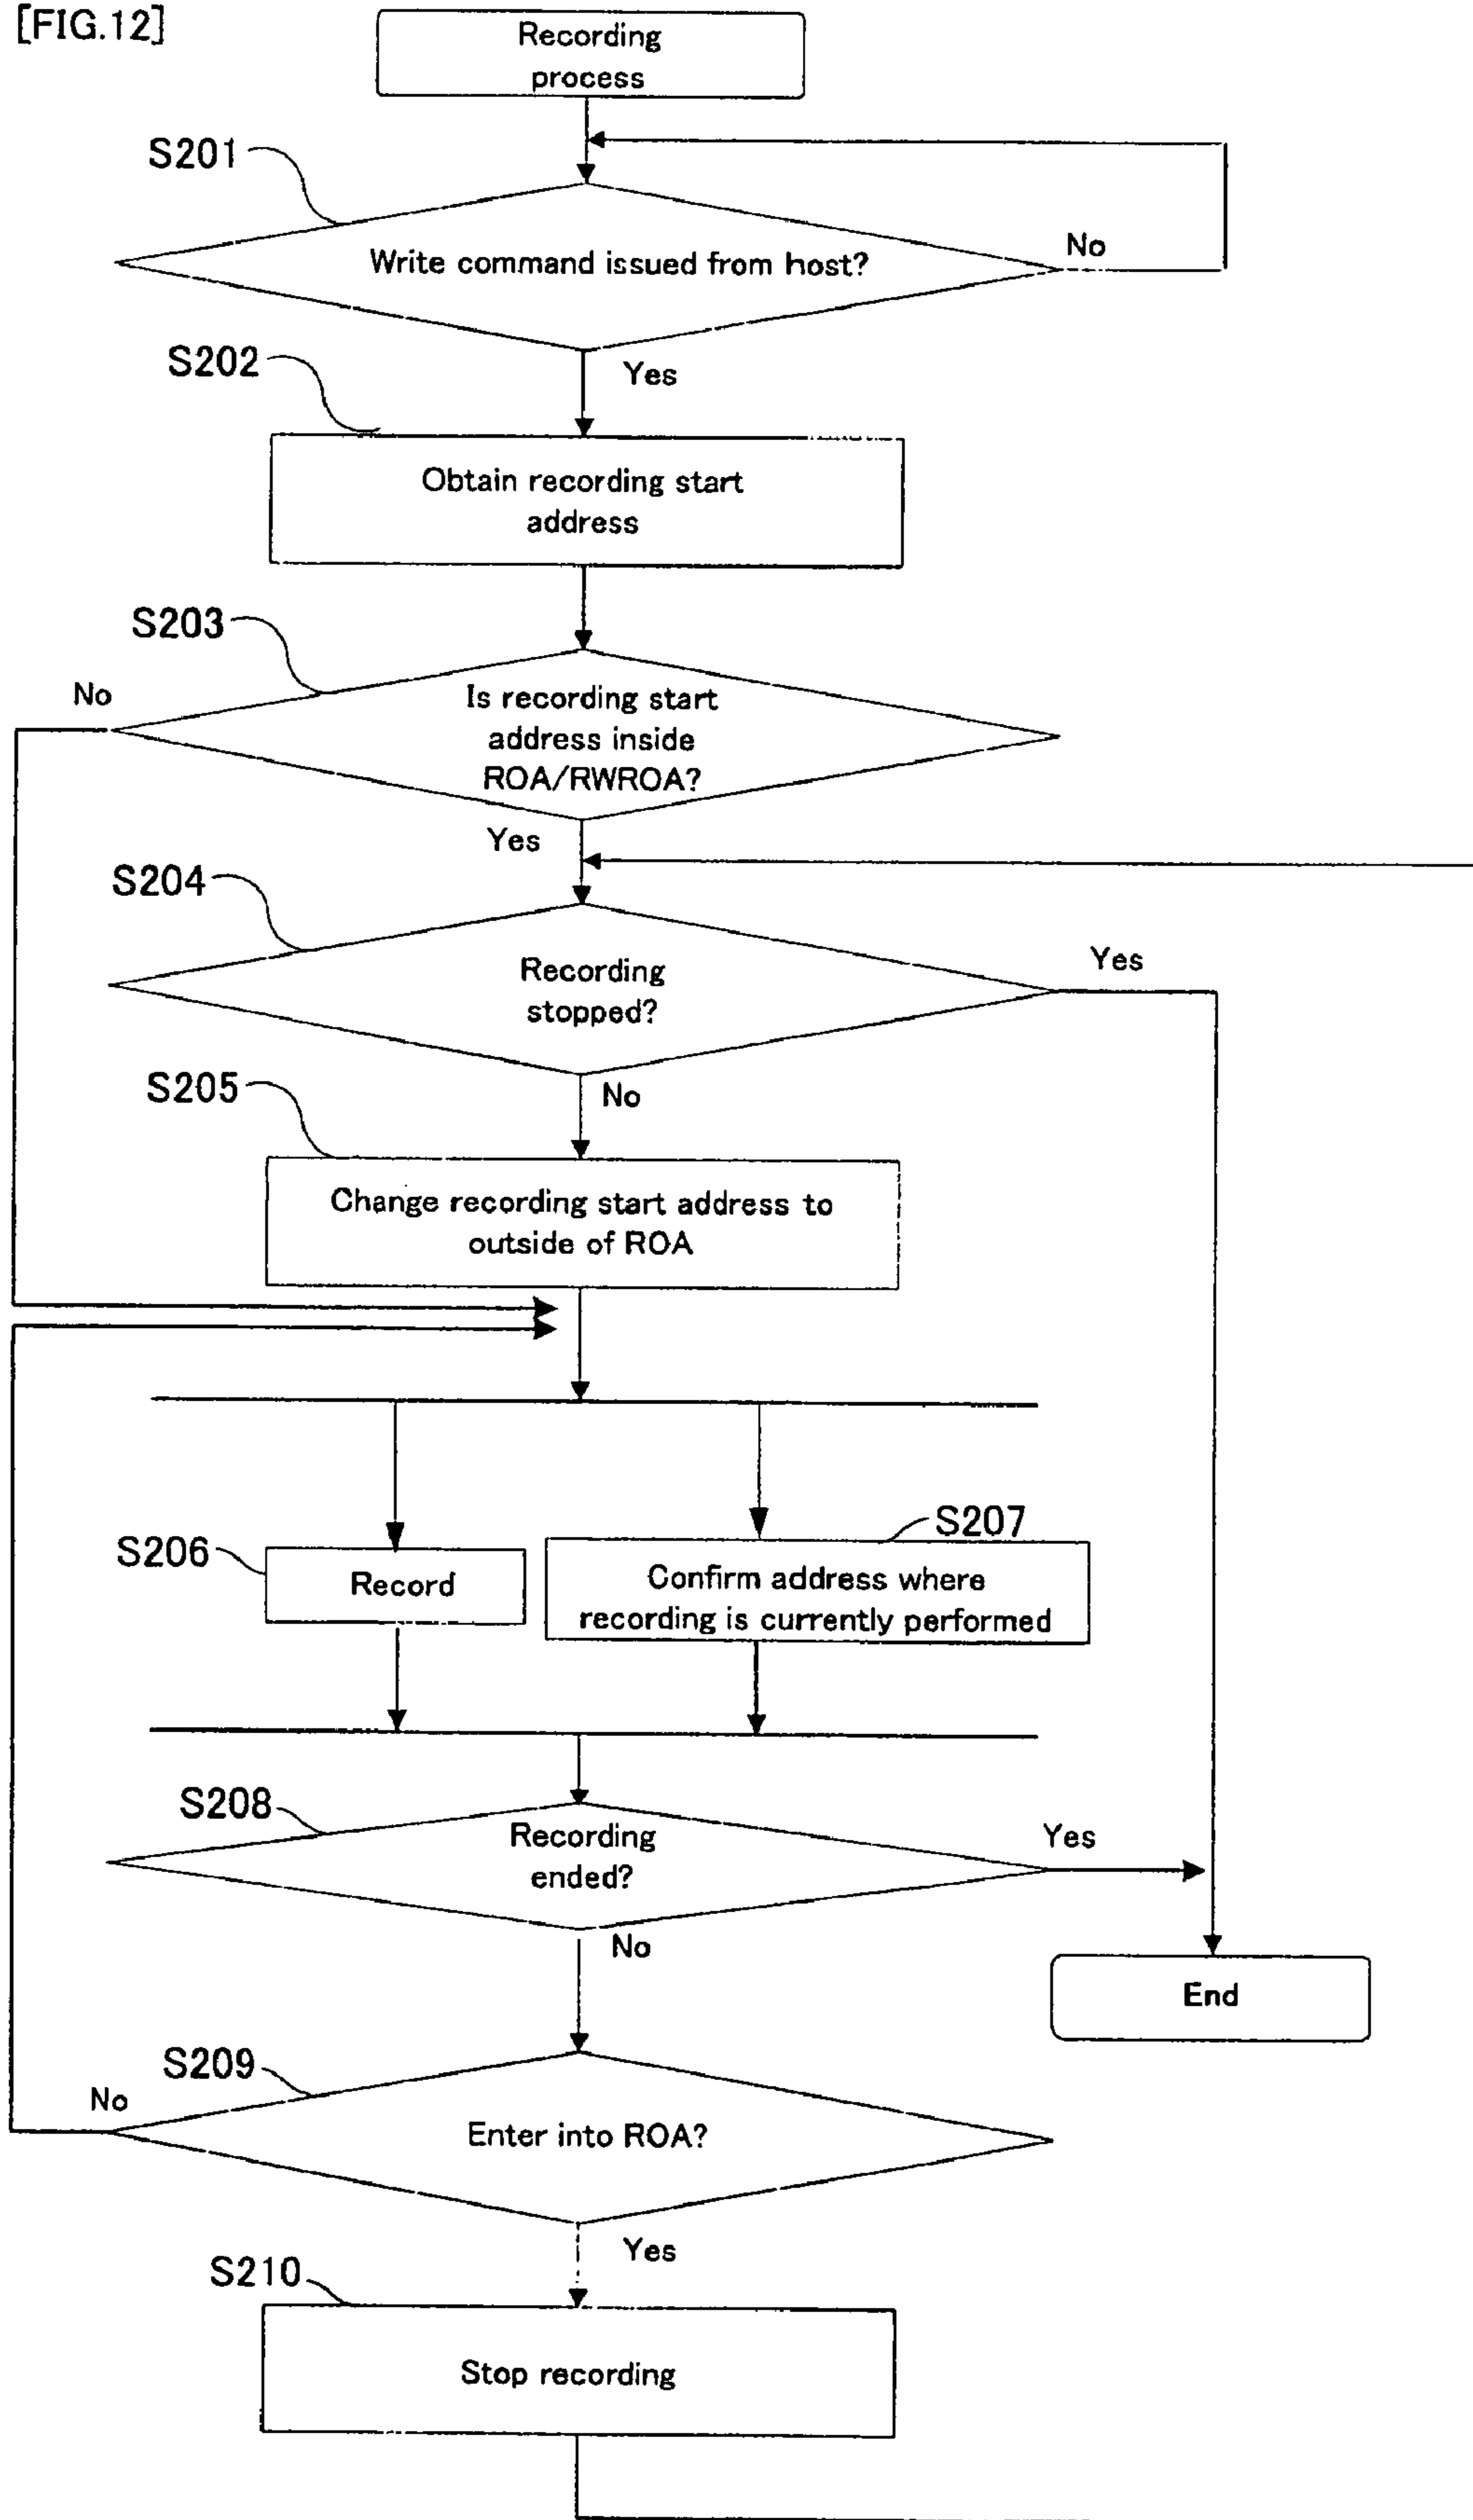 [FIG.12]
Recording
process
S201
Write command issued from host?
No
Yes
S202
Obtain recording start
address
S203
No
Is recording start
address inside
ROA/RWROA?
Yes
S204
Recording
stopped?
Yes
No
S205
Change recording start address to
outside of ROA
S206
Record
S207
Confirm address where
recording is currently performed
S208
Recording
ended?
Yes
No
End
S209
No
Enter into ROA?
Yes
S210
Stop recording